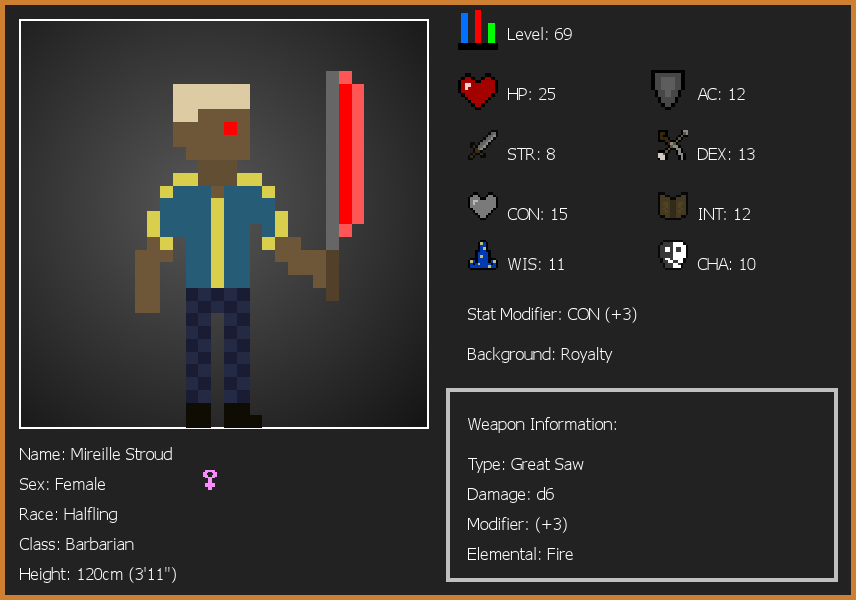 Level: 69
HP: 25
AC: 12
STR: 8
DEX: 13
CON: 15
INT: 12
WIS: 11
CHA: 10
Stat Modifier: CON (+3)
Background: Royalty
Weapon Information:
Type: Great Saw
Damage: d6
Modifier: (+3)
Elemental: Fire
Name: Mireille Stroud
Sex: Female
Race: Halfling
Class: Barbarian
Height: 120cm (3'11")